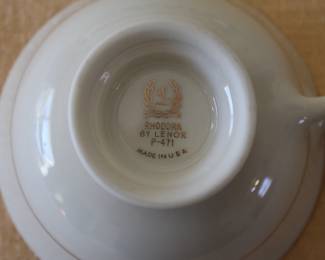 RHODORA
BY LENOX
P-471
MADE IN U.S.A.